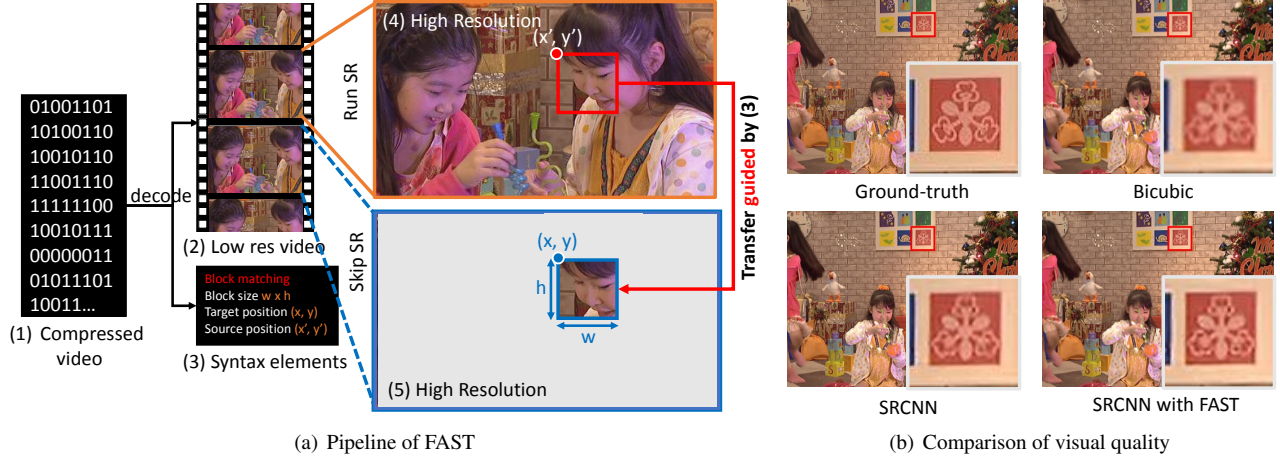 01001101
10100110
10010110
11001110
11111100
10010111
00000011
01011101
10011...
(1) Compressed
video
decode
(2) Low res video
Block matching
Block size w x h
Target position (x, y)
Source position (x’, y’)
(3) Syntax elements
Run SR
Skip SR
(4) High Resolution
(x’, y’)
(x, y)
h
w
(5) High Resolution
Transfer guided by (3)
(a) Pipeline of FAST
Ground-truth
Bicubic
SRCNN
SRCNN with FAST
(b) Comparison of visual quality